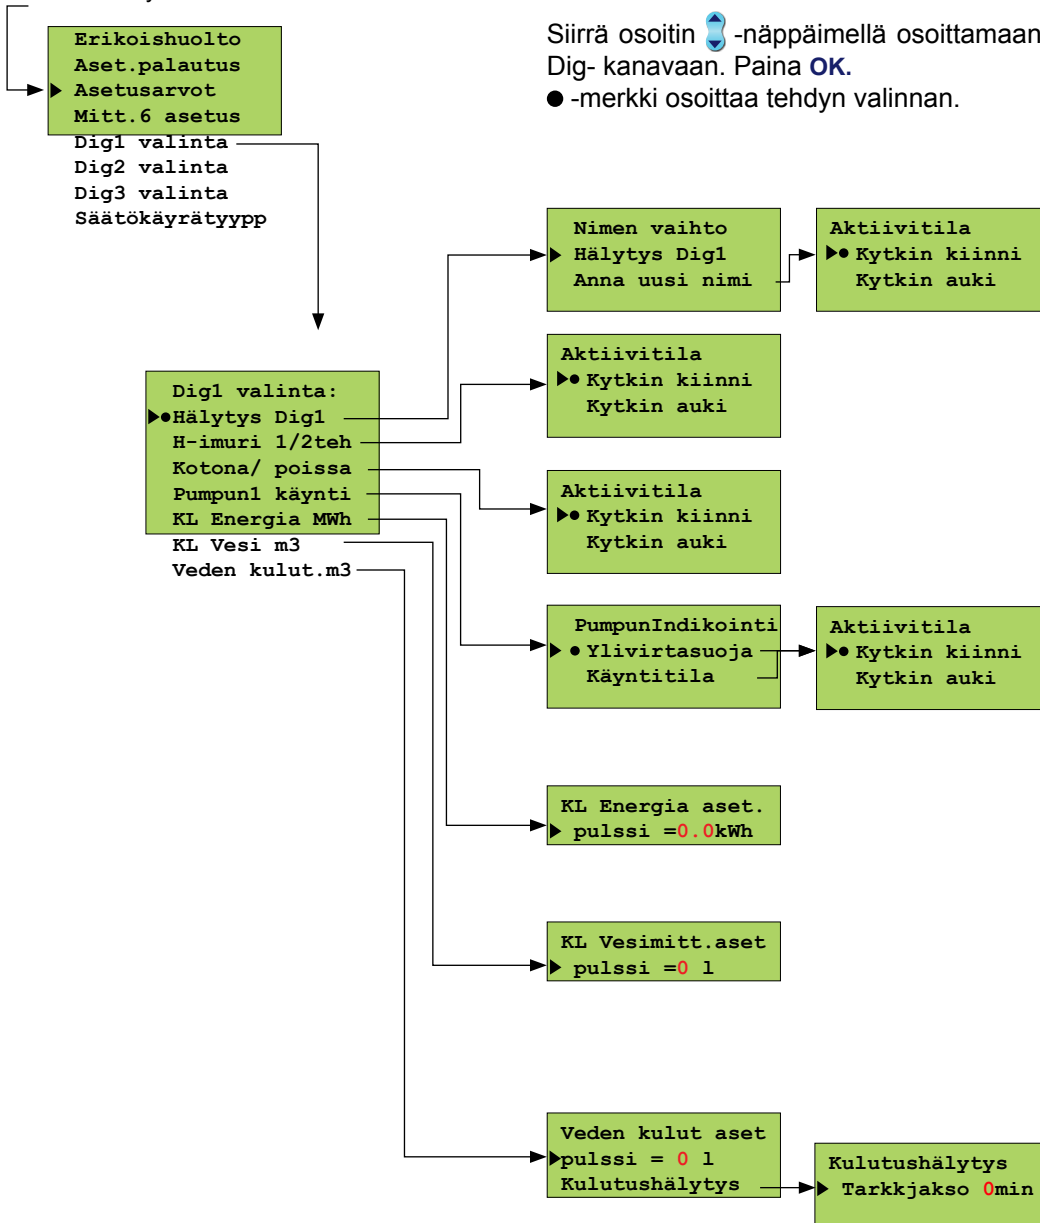 Erikoishuolto
Aset.palautus
Asetusarvot
Mitt.6 asetus
Dig1 valinta
Dig2 valinta
Dig3 valinta
Säätökäyrätyypp
Siirrä osoitin -näppäimellä osoittamaan
Dig- kanavaan. Paina OK.
● -merkki osoittaa tehdyn valinnan.
Dig1 valinta:
▶●Hälytys Dig1
H-imuri 1/2teh
Kotona/ poissa
Pumpun1 käynti
KL Energia MWh
KL Vesi m3
Veden kulut.m3
Nimen vaihto
▶ Hälytys Dig1
Anna uusi nimi
Aktiivitila
▶● Kytkin kiinni
Kytkin auki
Aktiivitila
▶● Kytkin kiinni
Kytkin auki
Aktiivitila
▶● Kytkin kiinni
Kytkin auki
PumpunIndikointi
▶ ● Ylivirtasuoja
Käyntitila
Aktiivitila
▶● Kytkin kiinni
Kytkin auki
KL Energia aset.
▶ pulssi =0.0kWh
KL Vesimitt.aset
▶ pulssi =0 l
Veden kulut aset
▶pulssi = 0 l
Kulutushälytys
Kulutushälytys
▶ Tarkkjakso 0min